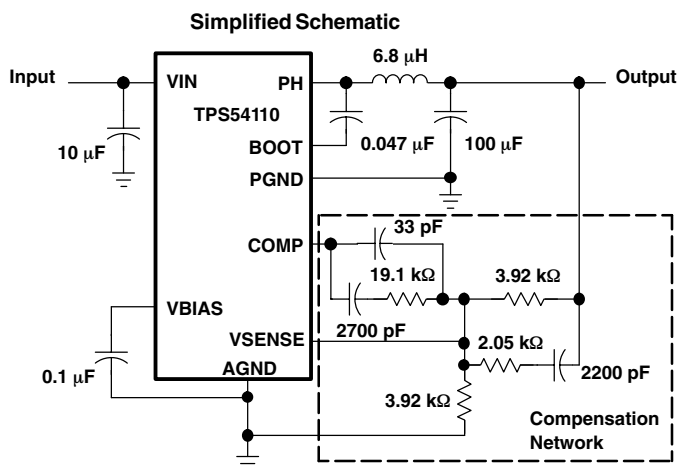 Simplified Schematic
6.8 μH
Input
VIN
PH
Output
TPS54110
10 μF
BOOT
0.047 μF
100 μF
PGND
33 pF
COMP
19.1 kΩ
3.92 kΩ
VBIAS
2700 pF
VSENSE
2.05 kΩ
AGND
2200 pF
0.1 μF
3.92 kΩ
Compensation
Network